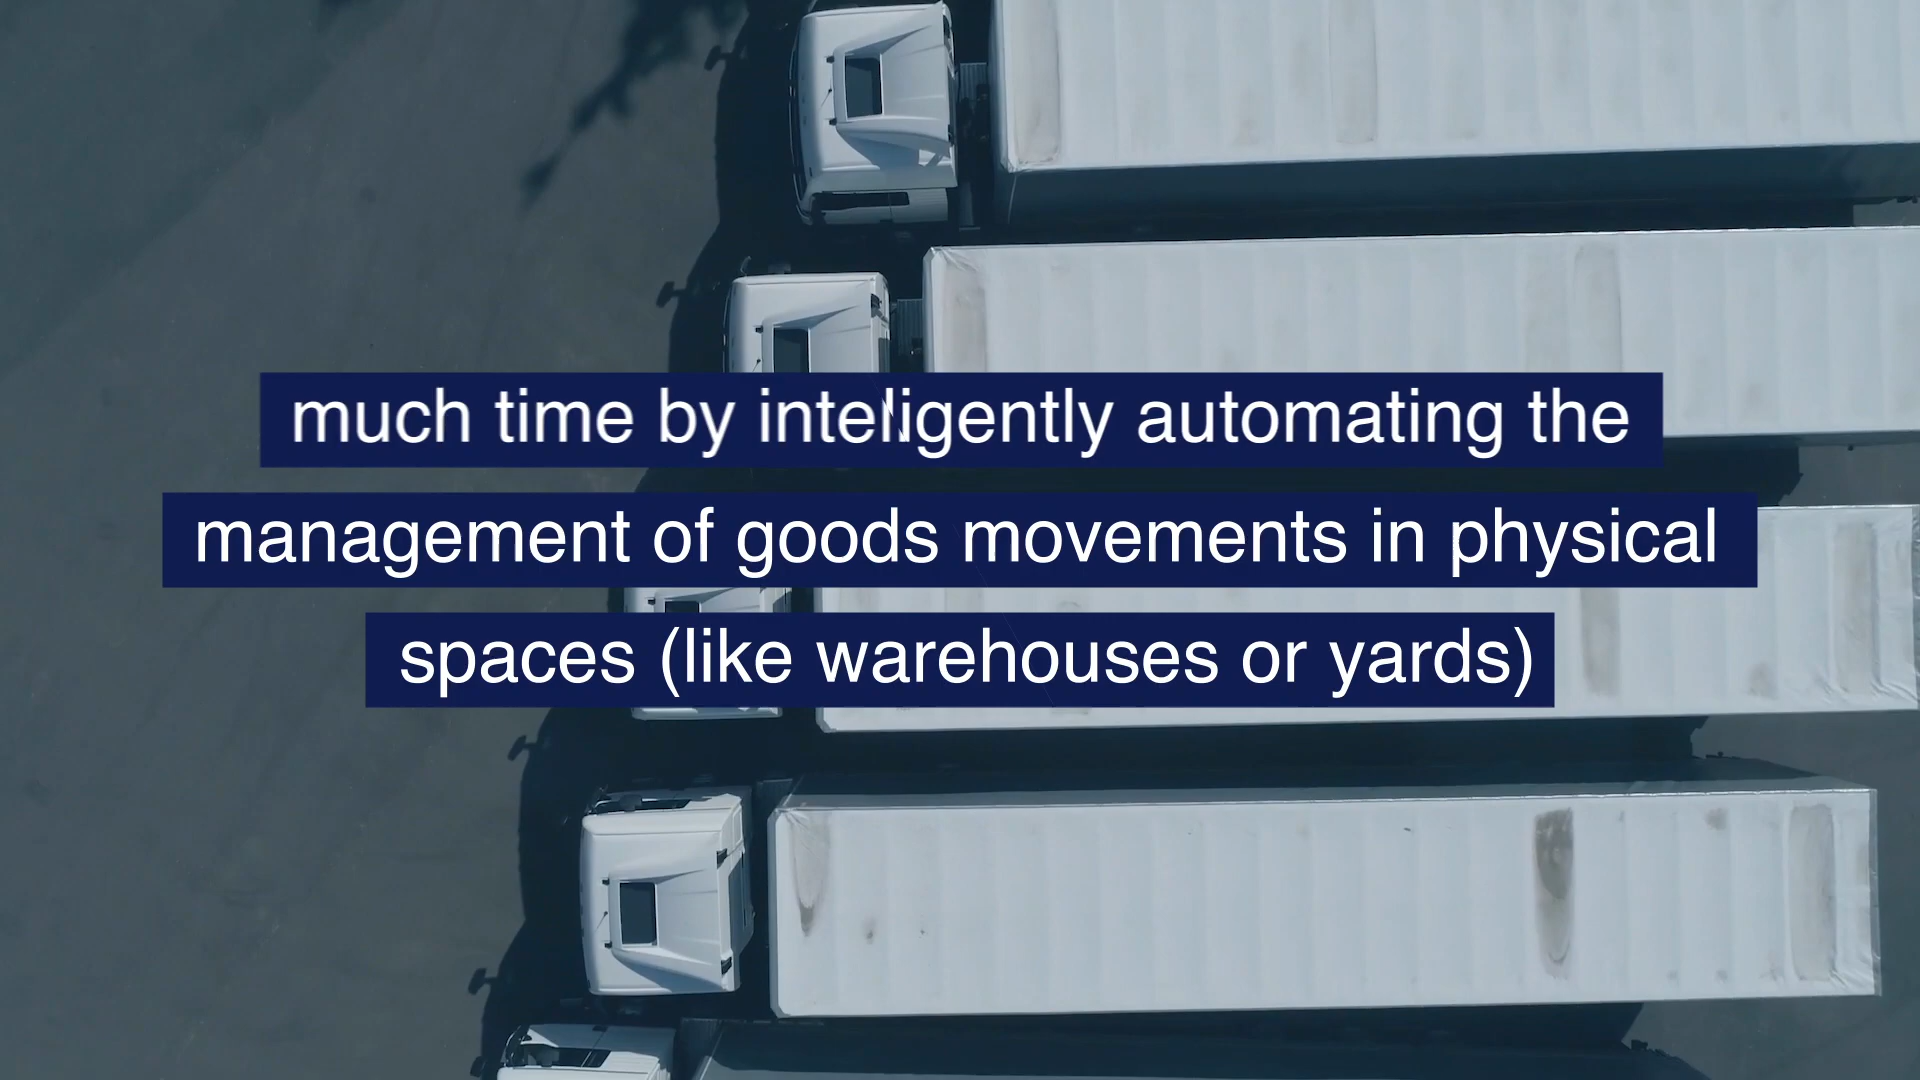 much time by inteligently automating the
management of goods movements in physical
spaces (like warehouses or yards)